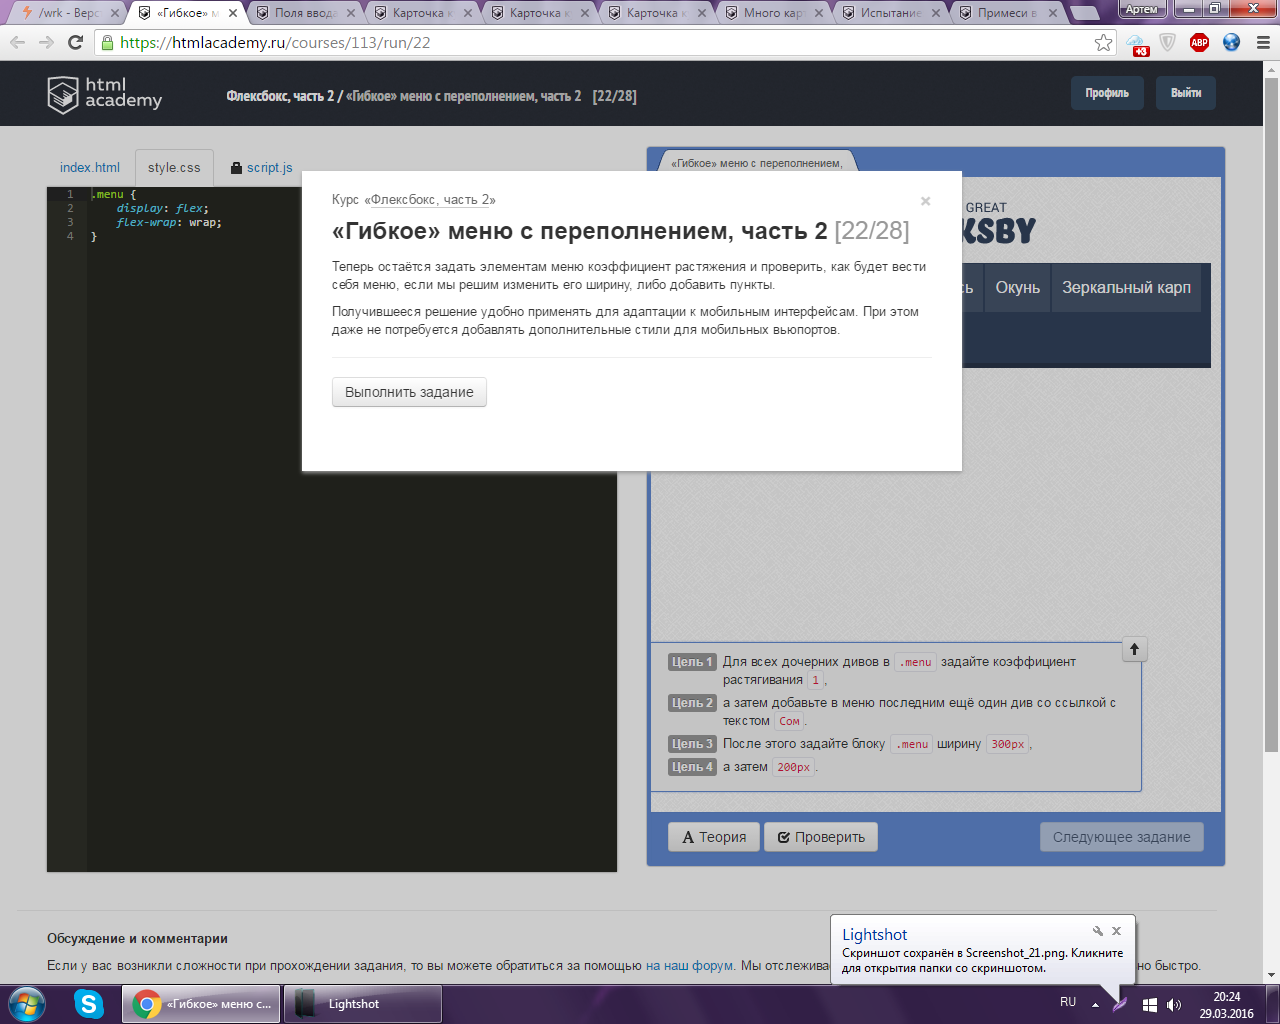 /wrk - Верс
«Гибкое» м
Поля ввода
Карточка к
Карточка к
Карточка к
Много кар
Испытание
Примеси в
Артем
https://htmlacademy.ru/courses/113/run/22
+3
ABP
html academy
Флексбокс, часть 2 / «Гибкое» меню с переполнением, часть 2 [22/28]
Профиль
Выйти
index.html
style.css
script.js
«Гибкое» меню с переполнением,
1 .menu {
2 display: flex;
3 flex-wrap: wrap;
4 }
GREAT
KSBY
сь
Окунь
Зеркальный карп
Курс «Флексбокс, часть 2»
«Гибкое» меню с переполнением, часть 2 [22/28]
Теперь остаётся задать элементам меню коэффициент растяжения и проверить, как будет вести
себя меню, если мы решим изменить его ширину, либо добавить пункты.
Получившееся решение удобно применять для адаптации к мобильным интерфейсам. При этом
даже не потребуется добавлять дополнительные стили для мобильных вьюпортов.
Выполнить задание
Цель 1 Для всех дочерних дивов в .menu задайте коэффициент
растягивания 1,
Цель 2 а затем добавьте в меню последним ещё один див со ссылкой с
текстом Сом.
Цель 3 После этого задайте блоку .menu ширину 300px,
Цель 4 а затем 200px.
Теория
Проверить
Следующее задание
Обсуждение и комментарии
Если у вас возникли сложности при прохождении задания, то вы можете обратиться за помощью на наш форум. Мы отслежива
но быстро.
Lightshot
Скриншот сохранён в Screenshot_21.png. Кликните
для открытия папки со скриншотом.
«Гибкое» меню с...
Lightshot
RU
20:24
29.03.2016